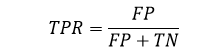 TPR = FP / (FP + TN)